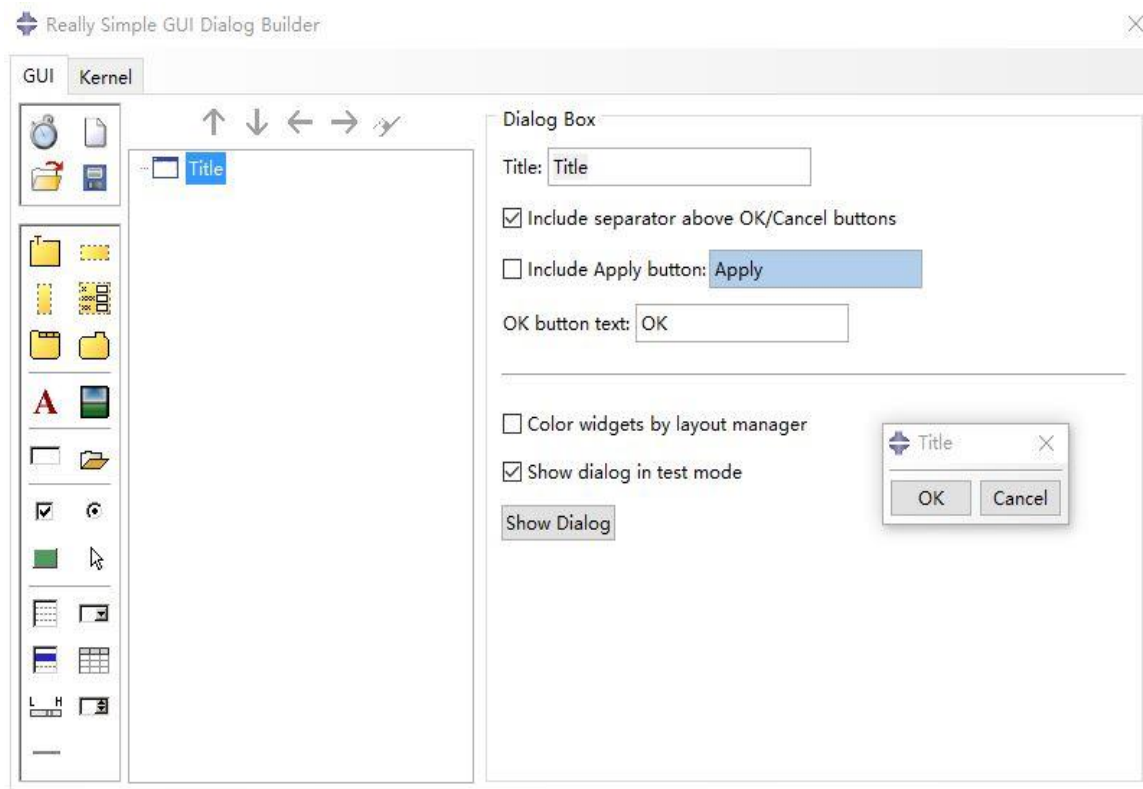 Really Simple GUI Dialog Builder
GUI Kernel
Title
Dialog Box
Title: Title
Include separator above OK/Cancel buttons
Include Apply button: Apply
OK button text: OK
Color widgets by layout manager
Show dialog in test mode
Show Dialog
Title
OK Cancel
T
A
L H